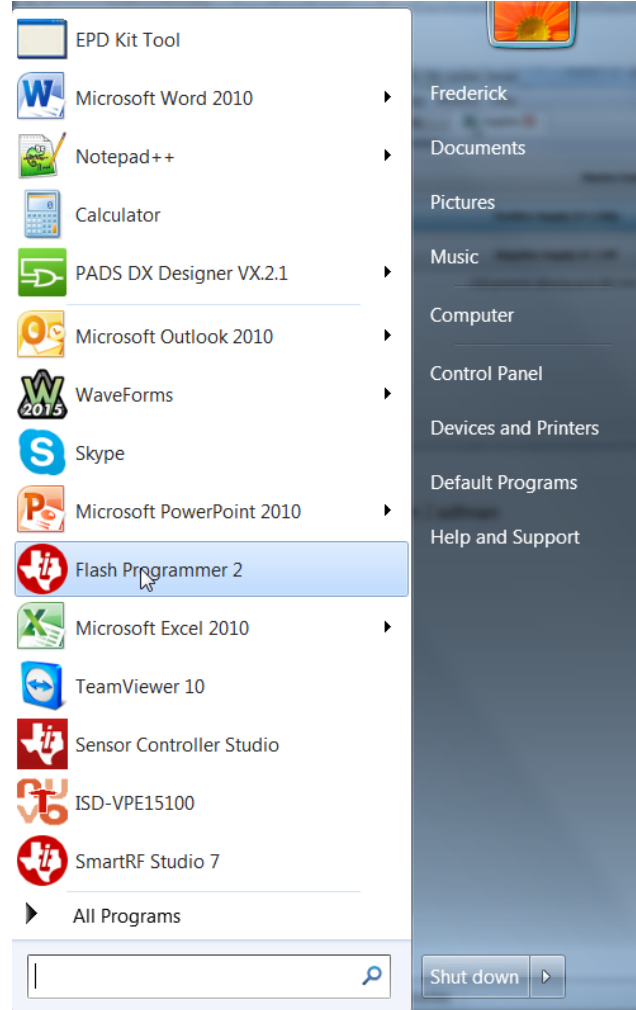 EPD Kit Tool
Microsoft Word 2010
Notepad++
Calculator
PADS DX Designer VX.2.1
Microsoft Outlook 2010
WaveForms
2015
Skype
Microsoft PowerPoint 2010
Flash Programmer 2
Microsoft Excel 2010
TeamViewer 10
Sensor Controller Studio
ISD-VPE15100
SmartRF Studio 7
All Programs
Frederick
Documents
Pictures
Music
Computer
Control Panel
Devices and Printers
Default Programs
Help and Support
Shut down